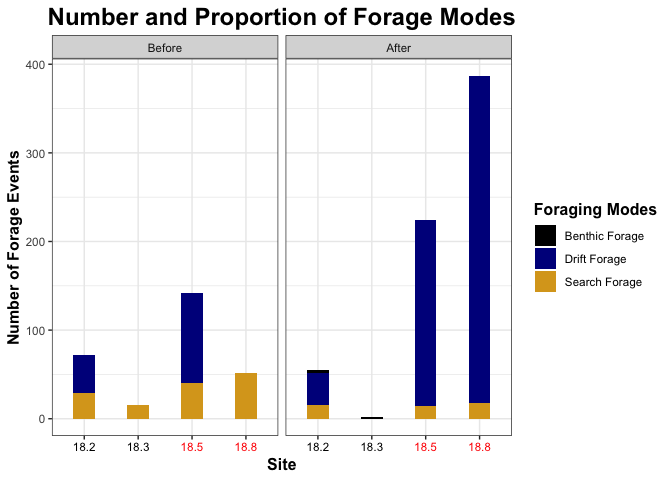 Number and Proportion of Forage Modes
Before
After
400
300
200
100
0
Number of Forage Events
18.2 18.3 18.5 18.8
18.2 18.3 18.5 18.8
Site
Foraging Modes
Benthic Forage
Drift Forage
Search Forage